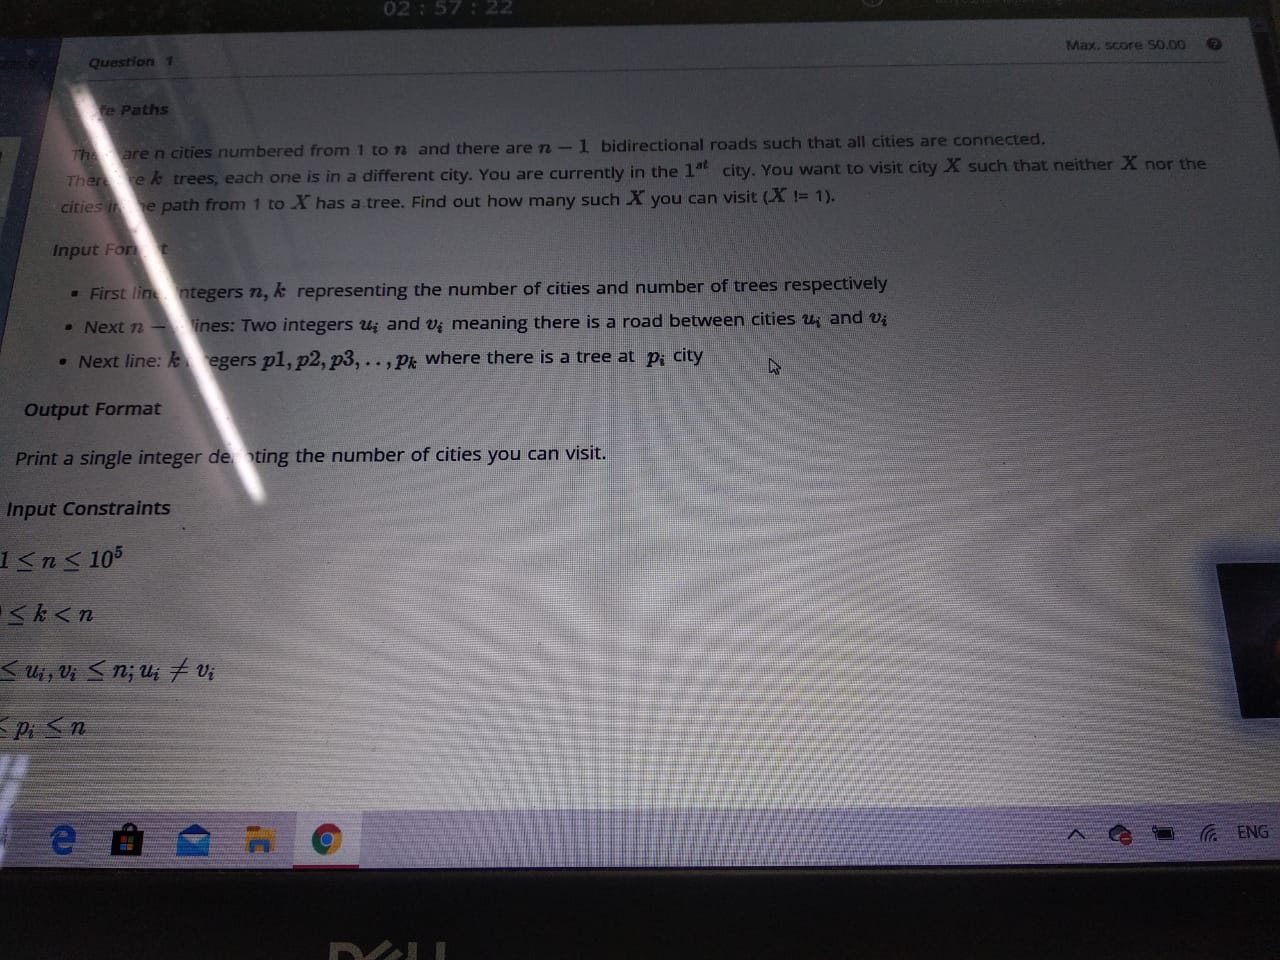 02 : 57 : 22
Max. score 50.00
Question 1
fe Paths
are n cities numbered from 1 to n and there are n − 1 bidirectional roads such that all cities are connected.
k trees, each one is in a different city. You are currently in the 1st city. You want to visit city X such that neither X nor the
cities path from 1 to X has a tree. Find out how many such X you can visit (X != 1).
Input For t
First line ntegers n, k representing the number of cities and number of trees respectively
Next n − lines: Two integers ui and vi meaning there is a road between cities ui and vi
Next line: k egers p1, p2, p3, . . , pk where there is a tree at pi city
Output Format
Print a single integer de oting the number of cities you can visit.
Input Constraints
1 ≤ n ≤ 10⁵
≤ k < n
≤ ui, vi ≤ n; ui ≠ vi
≤ pi ≤ n
ENG
DELL